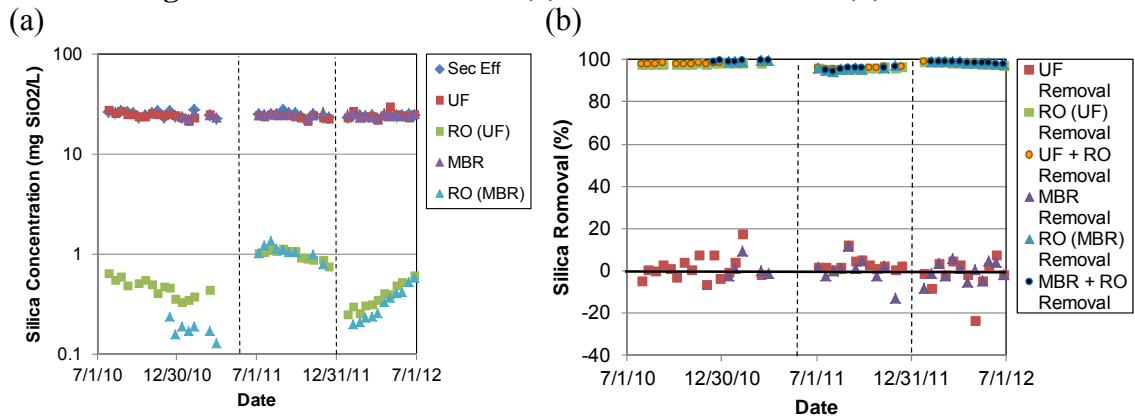 (a)
(b)
100
10
1
0.1
Silica Concentration (mg SiO2/L)
7/1/10
12/30/10
7/1/11
12/31/11
7/1/12
Date
Sec Eff
UF
RO (UF)
MBR
RO (MBR)
100
80
60
40
20
0
-20
-40
Silica Romoval (%)
7/1/10
12/30/10
7/1/11
12/31/11
7/1/12
Date
UF
Removal
RO (UF)
Removal
UF + RO
Removal
MBR
Removal
RO (MBR)
Removal
MBR + RO
Removal